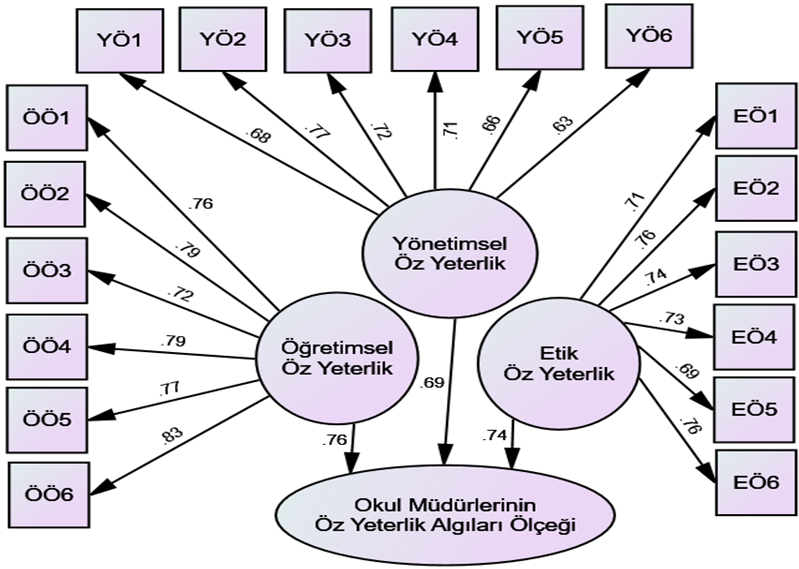 YÖ1
YÖ2
YÖ3
YÖ4
YÖ5
YÖ6
.68
.77
.72
.71
.66
.63
ÖÖ1
ÖÖ2
ÖÖ3
ÖÖ4
ÖÖ5
ÖÖ6
.76
.79
.72
.79
.77
.83
Yönetimsel
Öz Yeterlik
Öğretimsel
Öz Yeterlik
Etik
Öz Yeterlik
.71
.76
.74
.73
.69
.76
EÖ1
EÖ2
EÖ3
EÖ4
EÖ5
EÖ6
.76
.69
.74
Okul Müdürlerinin
Öz Yeterlik Algıları Ölçeği